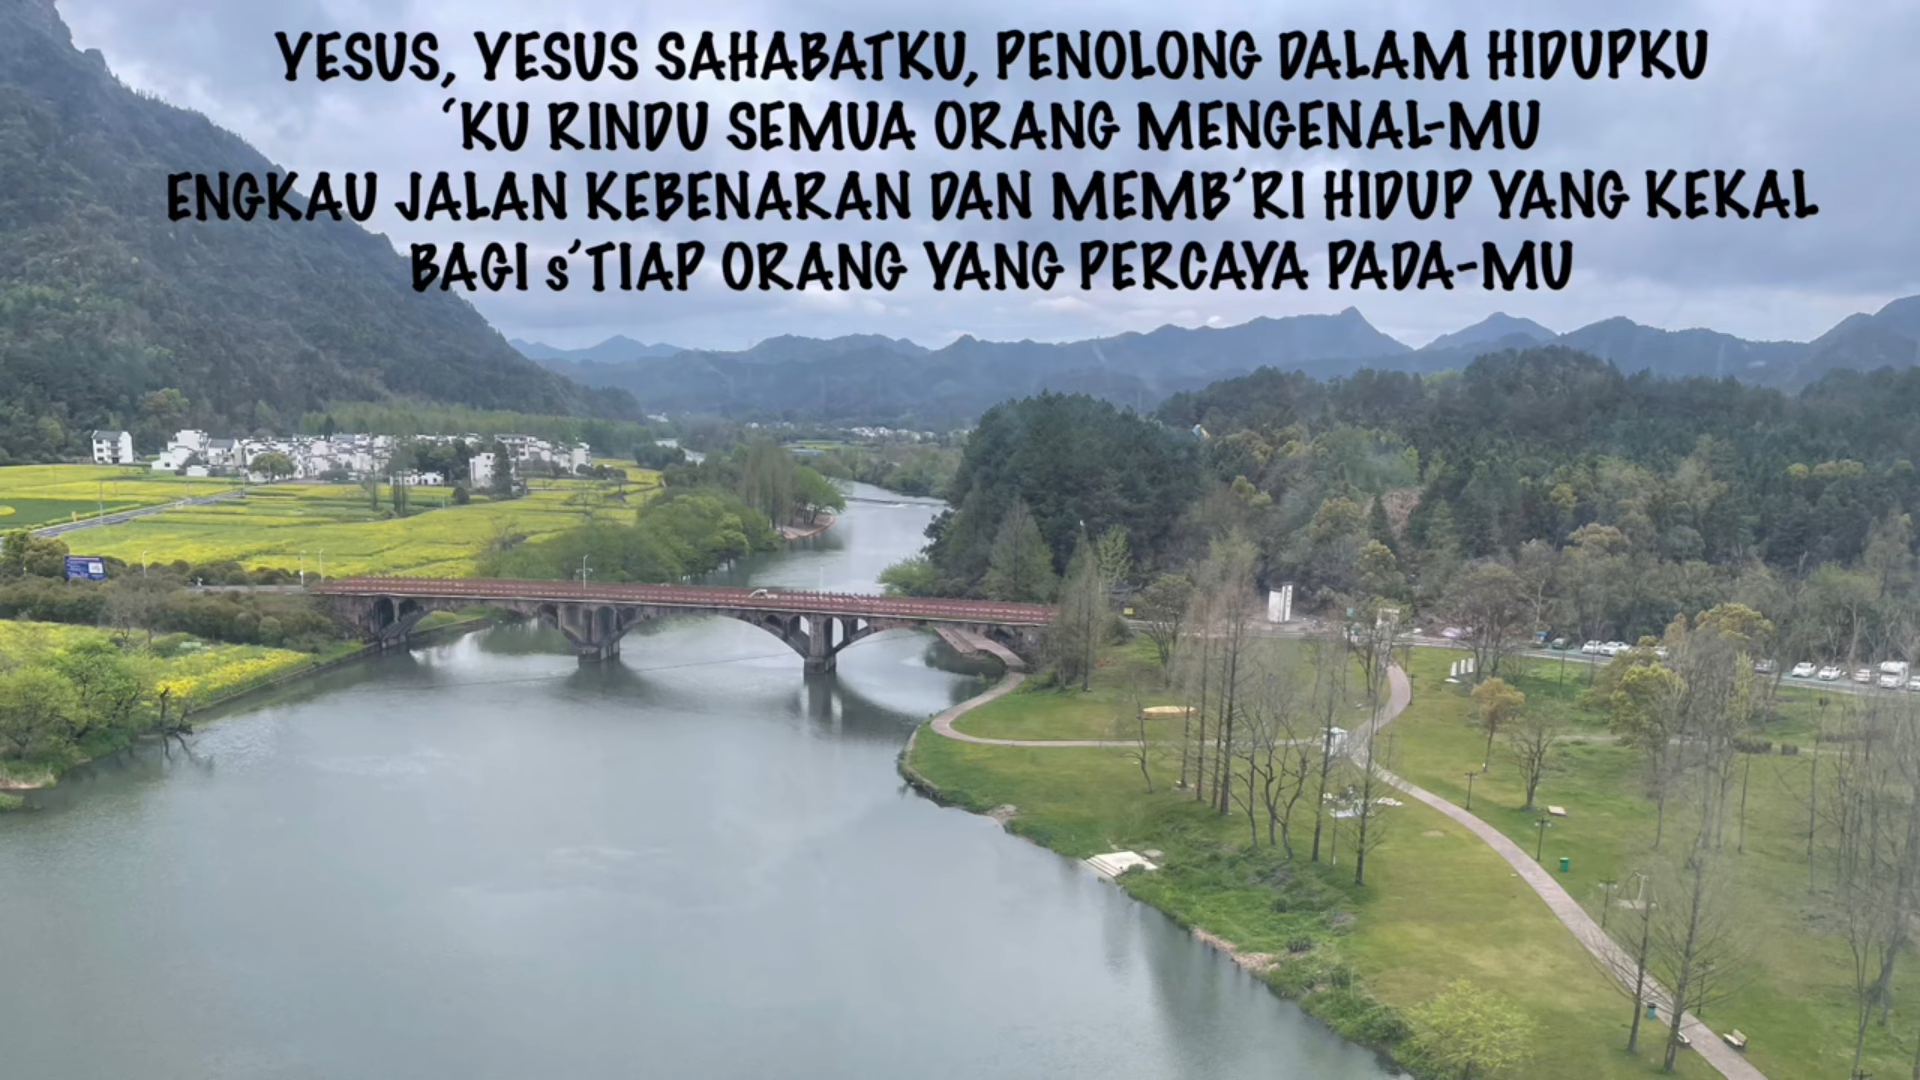 YESUS, YESUS SAHABATKU, PENOLONG DALAM HIDUPKU
‘KU RINDU SEMUA ORANG MENGENAL-MU
ENGKAU JALAN KEBENARAN DAN MEMB’RI HIDUP YANG KEKAL
BAGI s’TIAP ORANG YANG PERCAYA PADA-MU